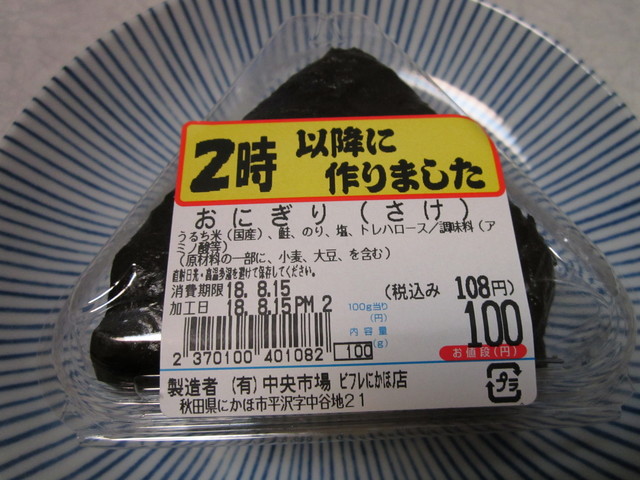 2時 以降に
作りました
おにぎり(さけ)
うるち米(国産)、鮭、のり、塩、トレハロース/調味料(ア
ミノ酸等)
(原材料の一部に、小麦、大豆、を含む)
直射日光・高温多湿を避けて保存してください。
消費期限 18.8.15
加工日 18.8.15PM 2
(税込み 108円)
100g当り
(円)
100
内容量
(g)
お値段(円)
2 370100 401082
100
プラ
製造者 (有)中央市場 ピフレにかほ店
秋田県にかほ市平沢字中谷地21